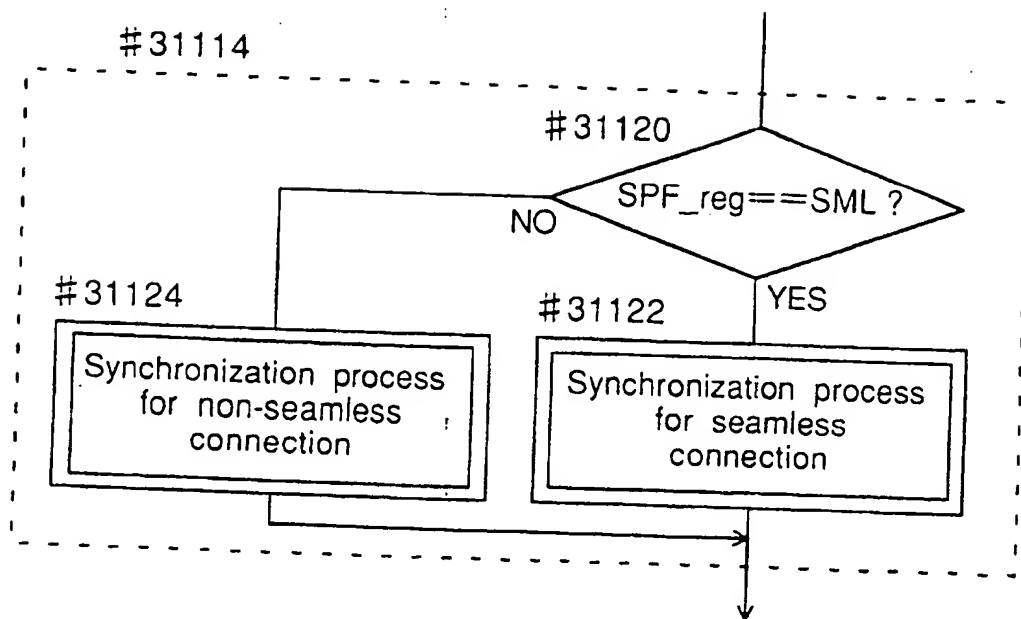 #31114
#31120
SPF_reg==SML ?
NO
YES
#31124
#31122
Synchronization process
for non-seamless
connection
Synchronization process
for seamless
connection